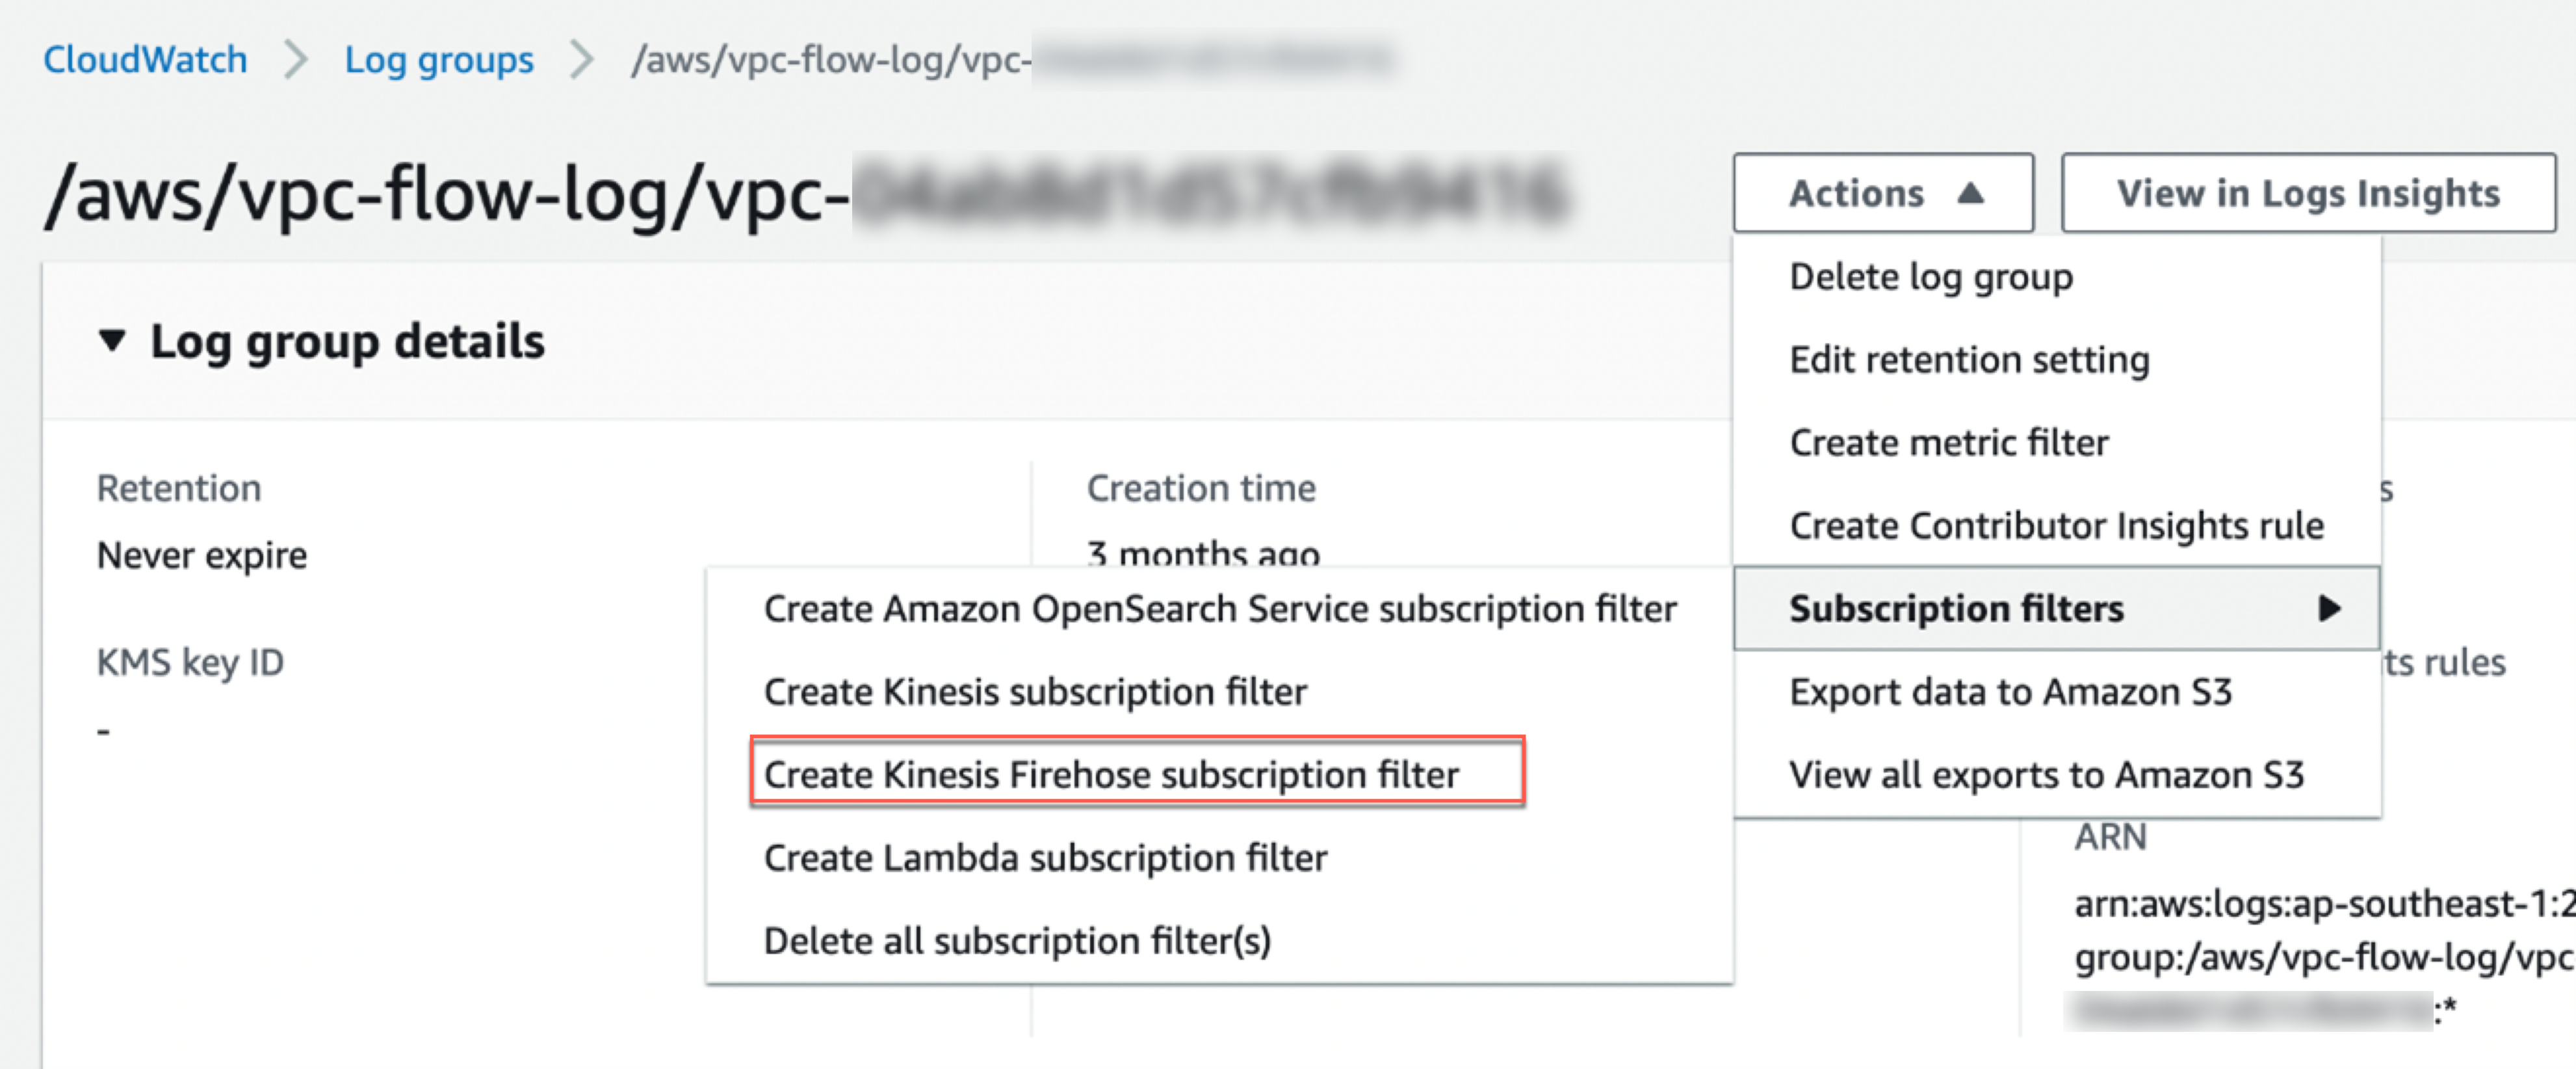 CloudWatch > Log groups > /aws/vpc-flow-log/vpc-
/aws/vpc-flow-log/vpc-
Actions ▲
View in Logs Insights
Delete log group
Edit retention setting
Create metric filter
Create Contributor Insights rule
Subscription filters ▶
Export data to Amazon S3
View all exports to Amazon S3
▼ Log group details
Retention
Never expire
KMS key ID
-
Creation time
3 months ago
Create Amazon OpenSearch Service subscription filter
Create Kinesis subscription filter
Create Kinesis Firehose subscription filter
Create Lambda subscription filter
Delete all subscription filter(s)
s
ts rules
ARN
arn:aws:logs:ap-southeast-1:2
group:/aws/vpc-flow-log/vpc
:*